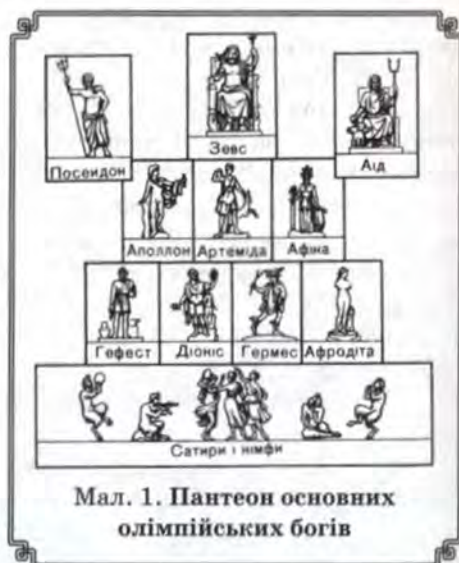 Зевс
Посейдон
Аїд
Аполлон Артеміда Афіна
Гефест Діоніс Гермес Афродіта
Сатири і німфи
Мал. 1. Пантеон основних
олімпійських богів